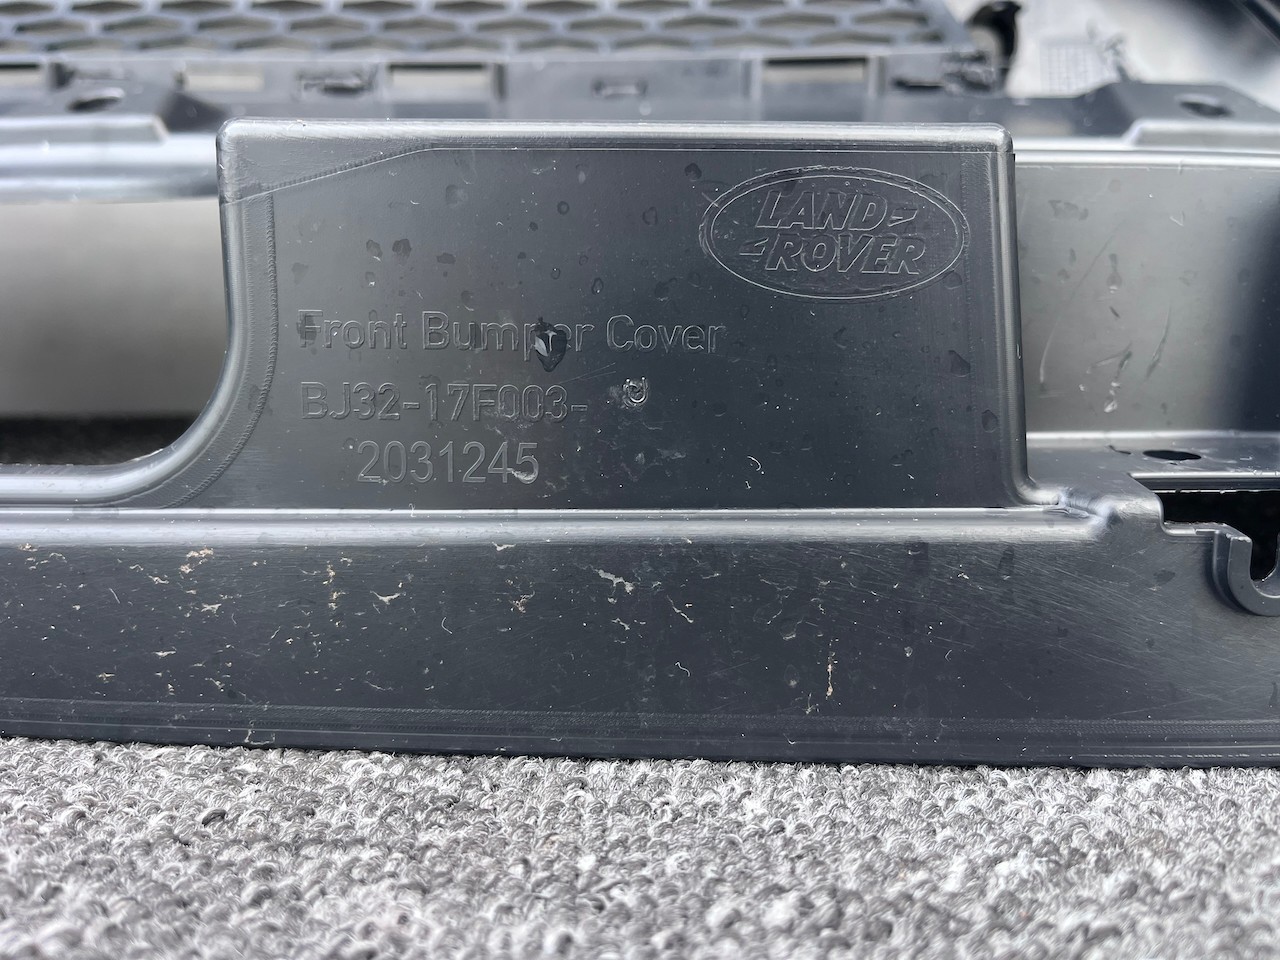 LAND-
-ROVER
Front Bumper Cover
BJ32-17F003-
2031245